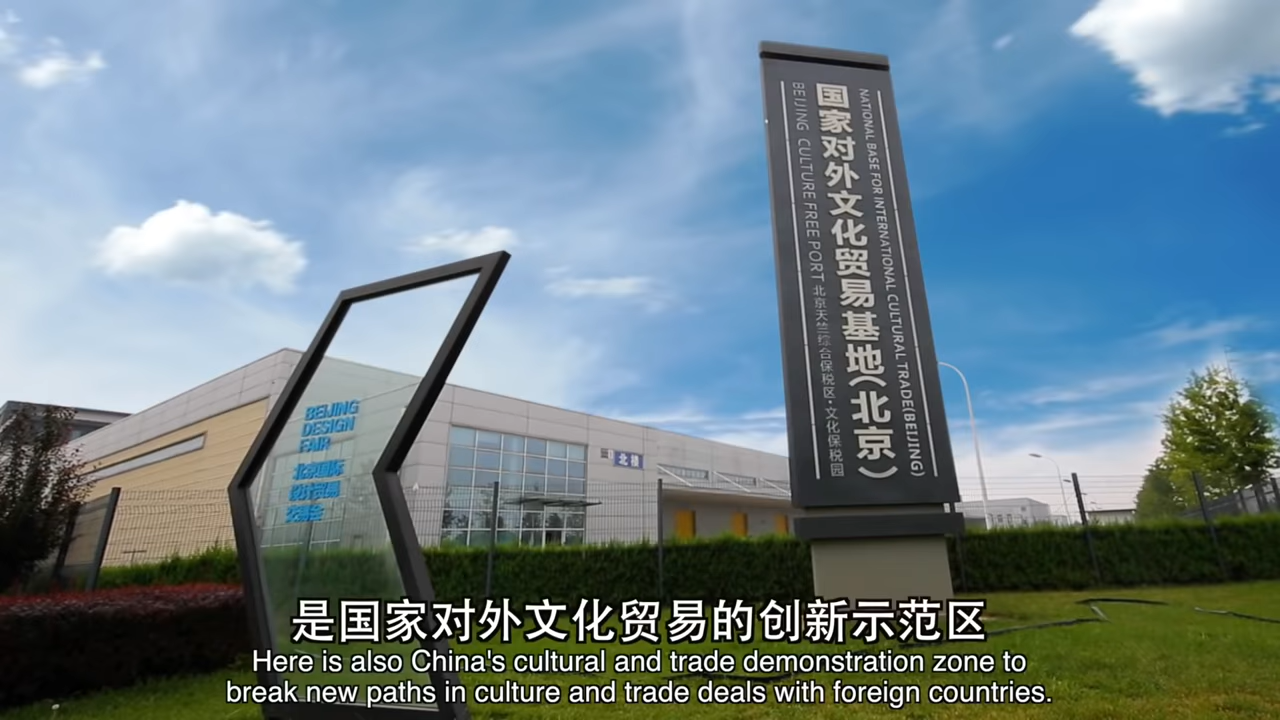 BEIJING
DESIGN
FAIR
北京国际
设计贸易
交易会
北楼
NATIONAL BASE FOR INTERNATIONAL CULTURAL TRADE(BEIJING)
国家对外文化贸易基地(北京)
BEIJING CULTURE FREE PORT 北京天竺综合保税区·文化保税园
是国家对外文化贸易的创新示范区
Here is also China's cultural and trade demonstration zone to
break new paths in culture and trade deals with foreign countries.